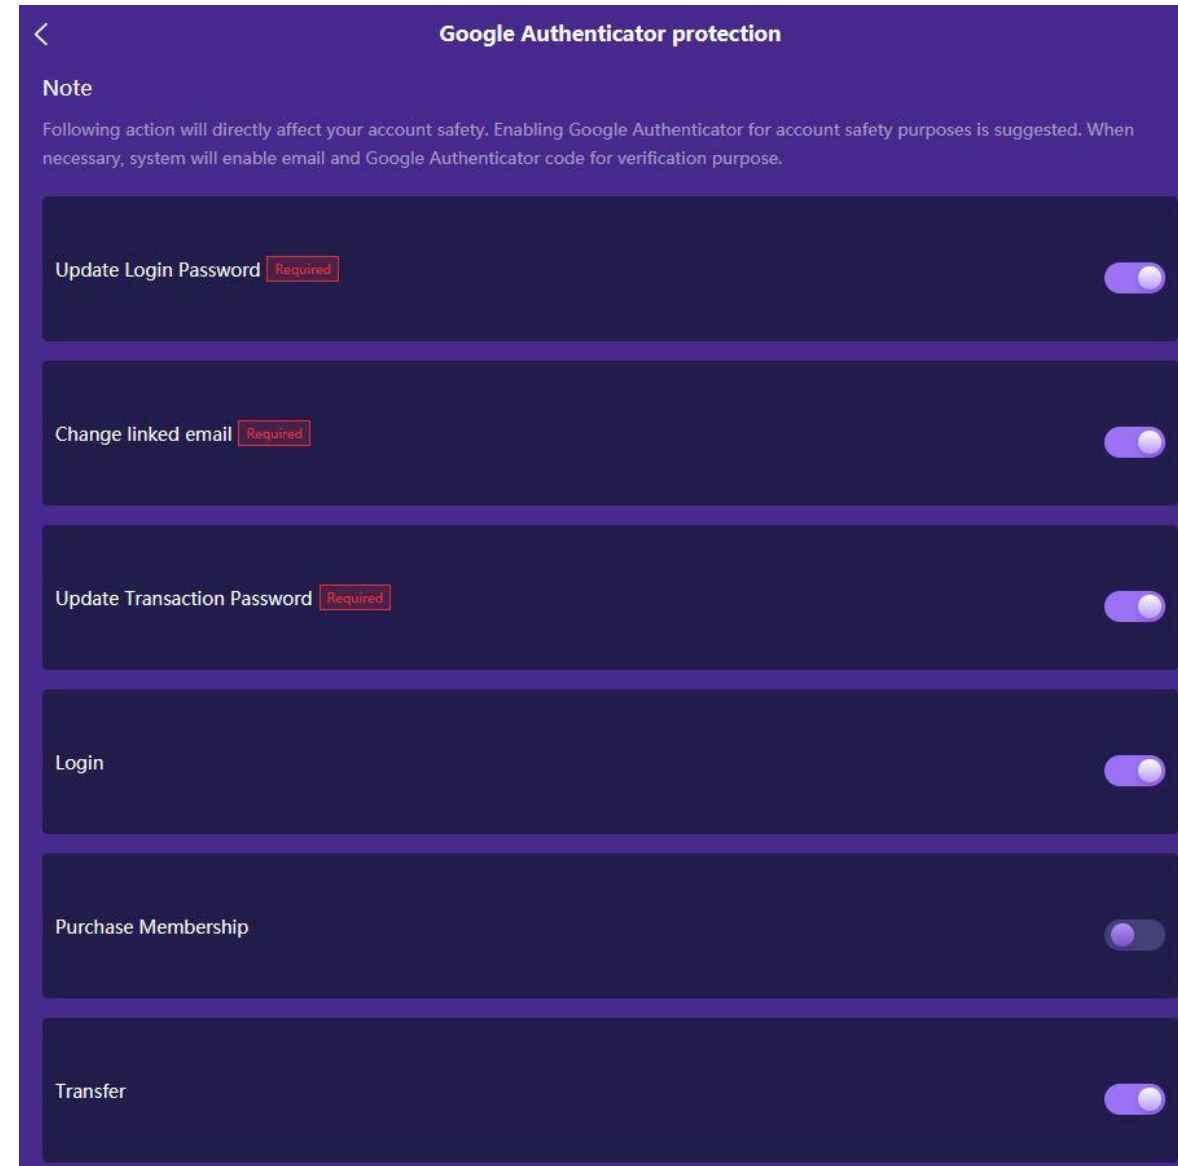 Google Authenticator protection
Note
Following action will directly affect your account safety. Enabling Google Authenticator for account safety purposes is suggested. When
necessary, system will enable email and Google Authenticator code for verification purpose.
Update Login Password Required
Change linked email Required
Update Transaction Password Required
Login
Purchase Membership
Transfer